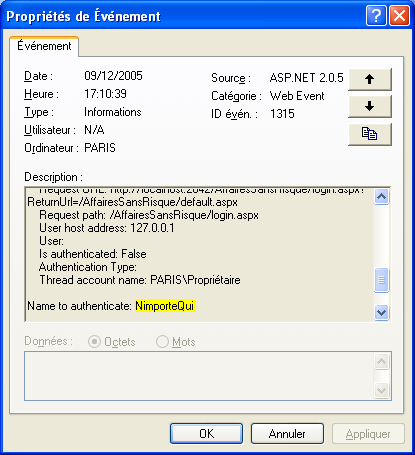 Propriétés de Événement
Événement
Date : 09/12/2005 Source : ASP.NET 2.0.5
Heure : 17:10:39 Catégorie : Web Event
Type : Informations ID évén. : 1315
Utilisateur : N/A
Ordinateur : PARIS
Description :
Request URL: http://localhost:2842/AffairesSansRisque/login.aspx?
ReturnUrl=/AffairesSansRisque/default.aspx
Request path: /AffairesSansRisque/login.aspx
User host address: 127.0.0.1
User:
Is authenticated: False
Authentication Type:
Thread account name: PARIS\Propriétaire
Name to authenticate: NimporteQui
Données : Octets Mots
OK Annuler Appliquer